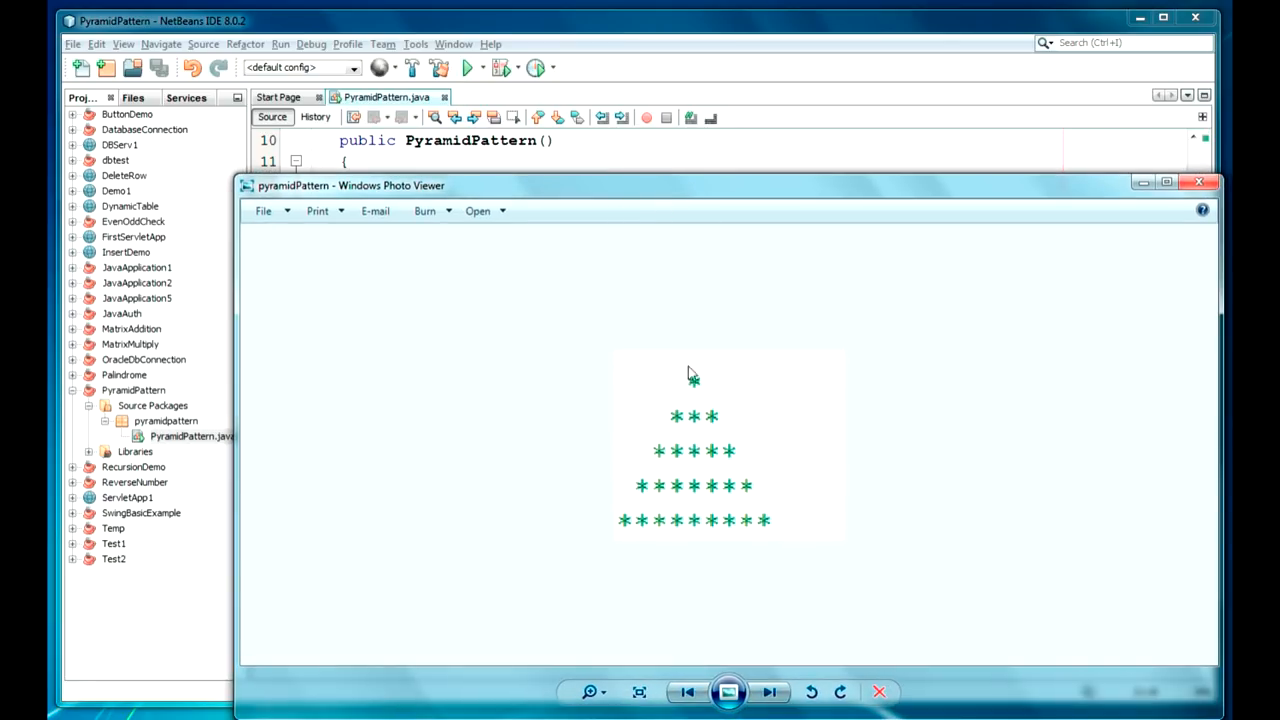 PyramidPattern - NetBeans IDE 8.0.2
File Edit View Navigate Source Refactor Run Debug Profile Team Tools Window Help
Search (Ctrl+I)
<default config>
Proj... Files Services
Start Page PyramidPattern.java
Source History
ButtonDemo
DatabaseConnection
DBServ1
dbtest
DeleteRow
Demo1
DynamicTable
EvenOddCheck
FirstServletApp
InsertDemo
JavaApplication1
JavaApplication2
JavaApplication5
JavaAuth
MatrixAddition
MatrixMultiply
OracleDbConnection
Palindrome
PyramidPattern
Source Packages
pyramidpattern
PyramidPattern.java
Libraries
RecursionDemo
ReverseNumber
ServletApp1
SwingBasicExample
Temp
Test1
Test2
10 public PyramidPattern()
11 {
pyramidPattern - Windows Photo Viewer
File Print E-mail Burn Open
*
* * *
* * * * *
* * * * * * *
* * * * * * * * *